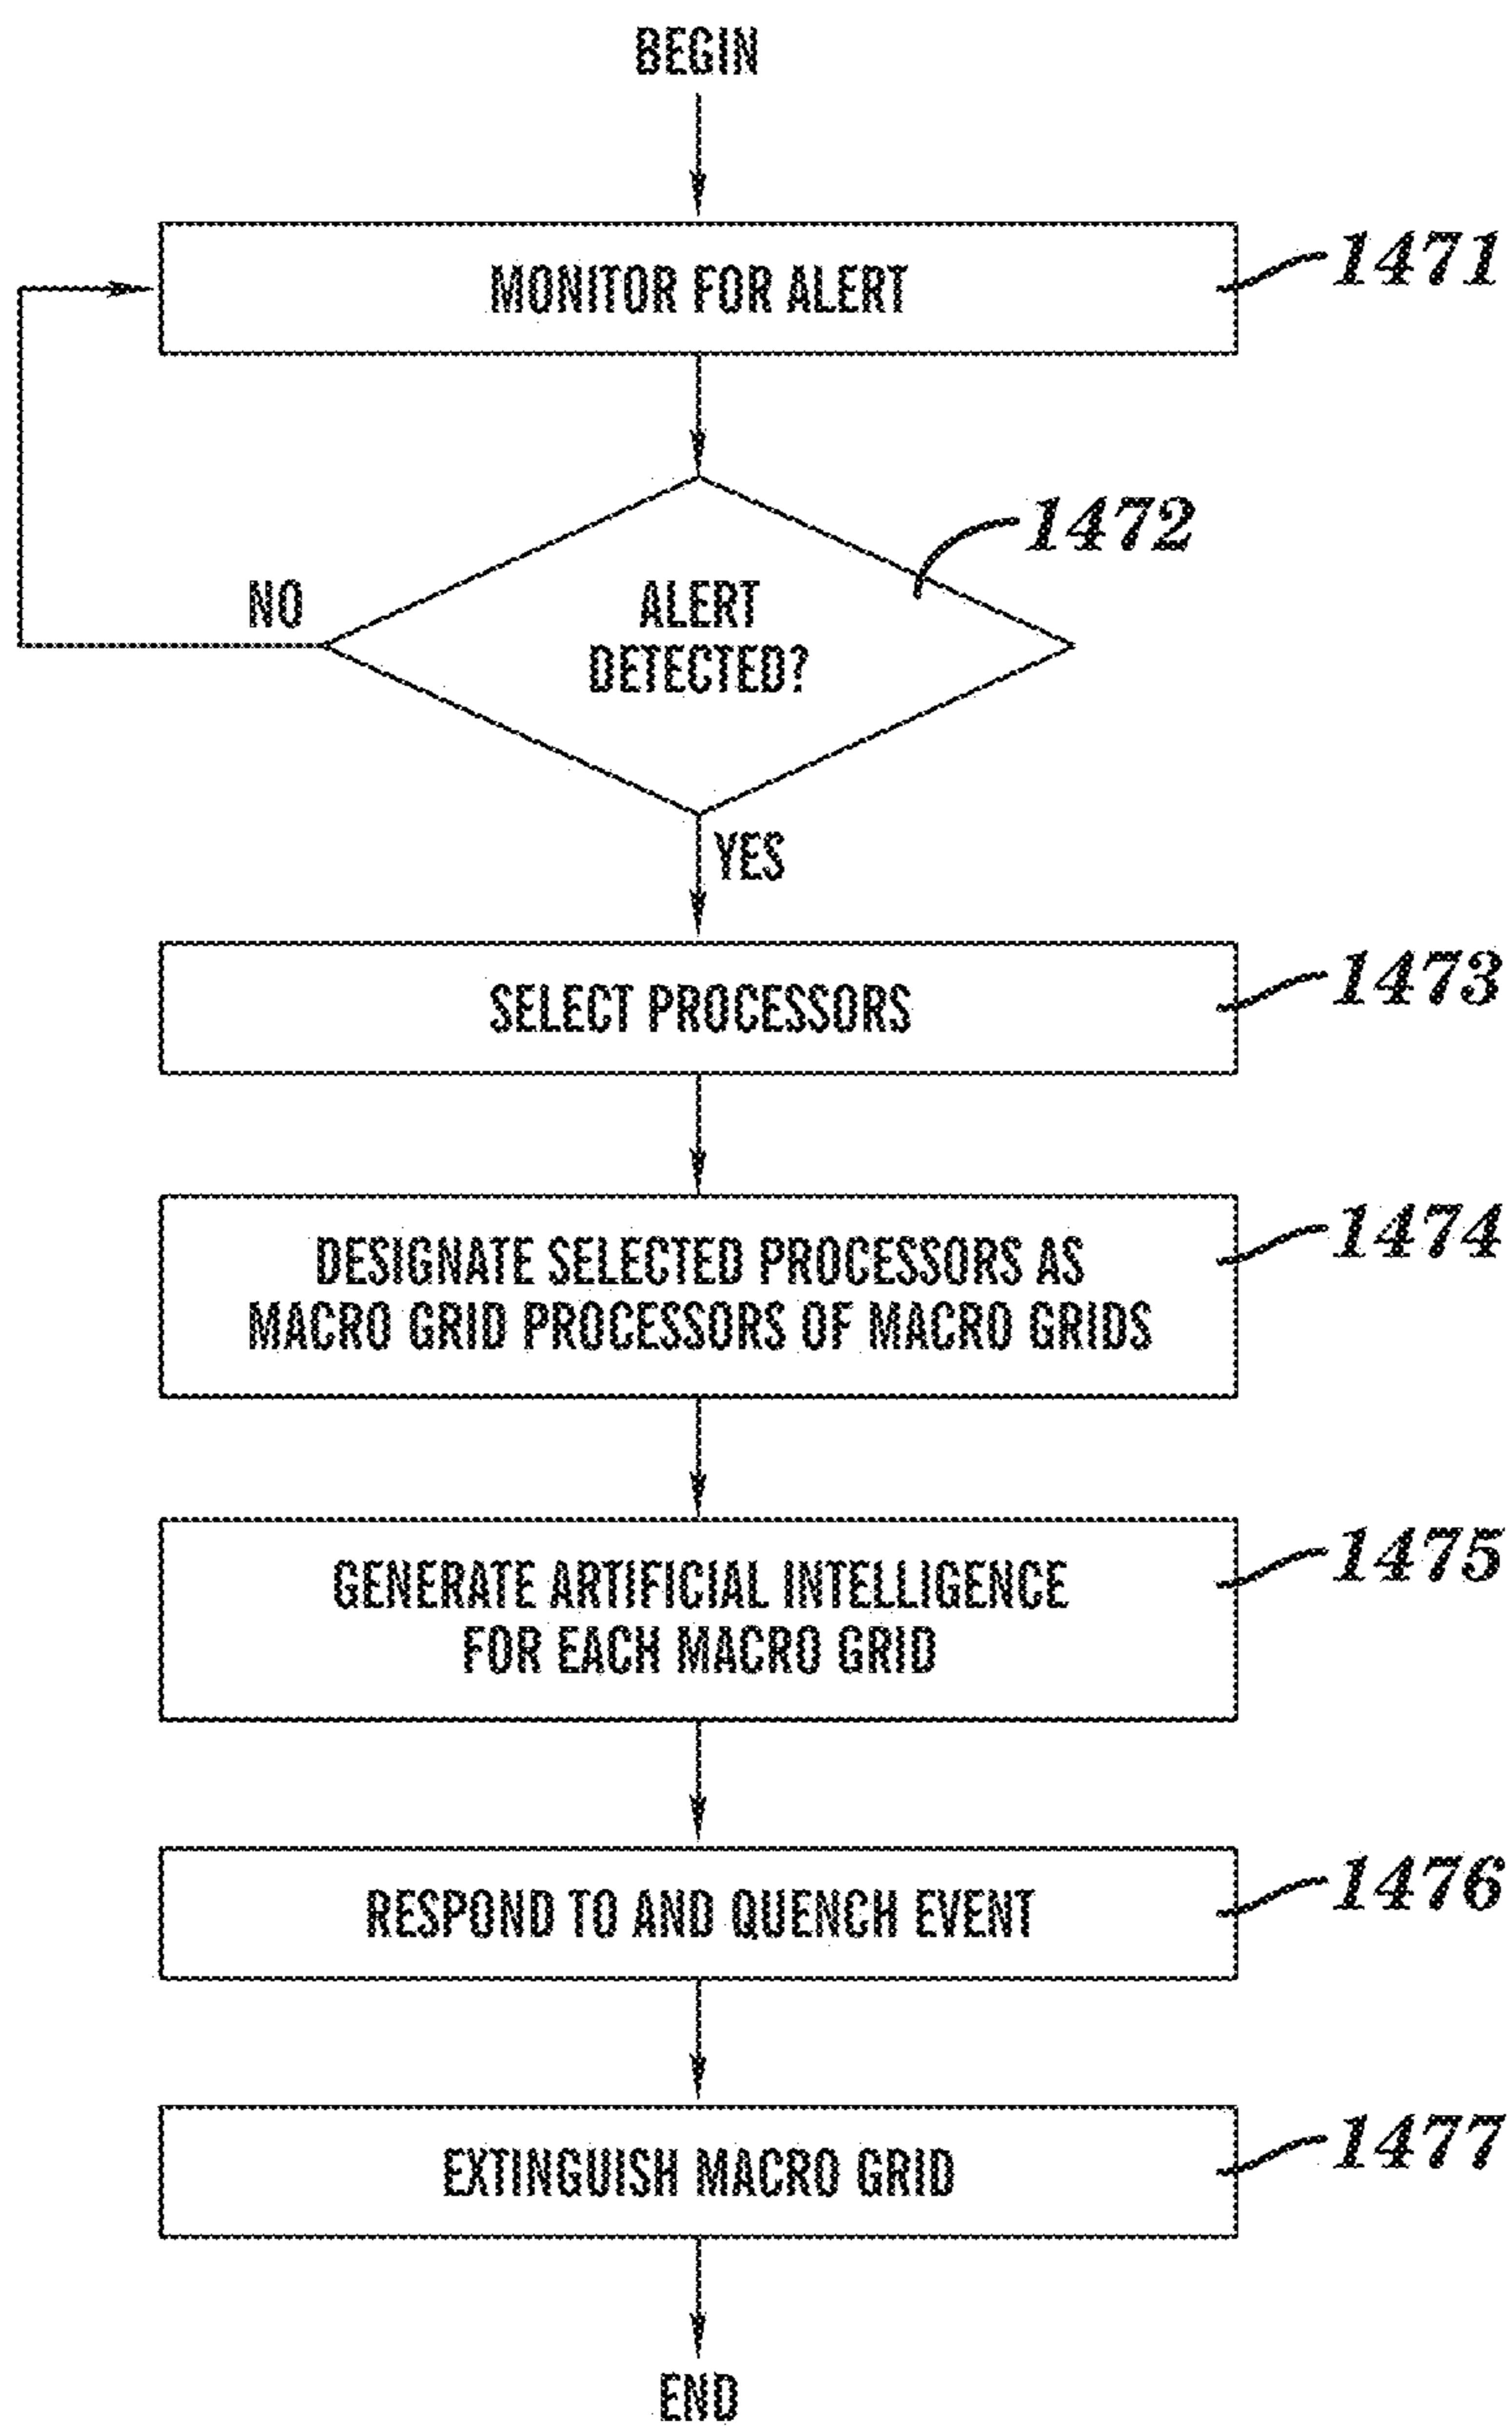 BEGIN
MONITOR FOR ALERT
1471
1472
ALERT
DETECTED?
NO
YES
SELECT PROCESSORS
1473
DESIGNATE SELECTED PROCESSORS AS
MACRO GRID PROCESSORS OF MACRO GRIDS
1474
GENERATE ARTIFICIAL INTELLIGENCE
FOR EACH MACRO GRID
1475
RESPOND TO AND QUENCH EVENT
1476
EXTINGUISH MACRO GRID
1477
END